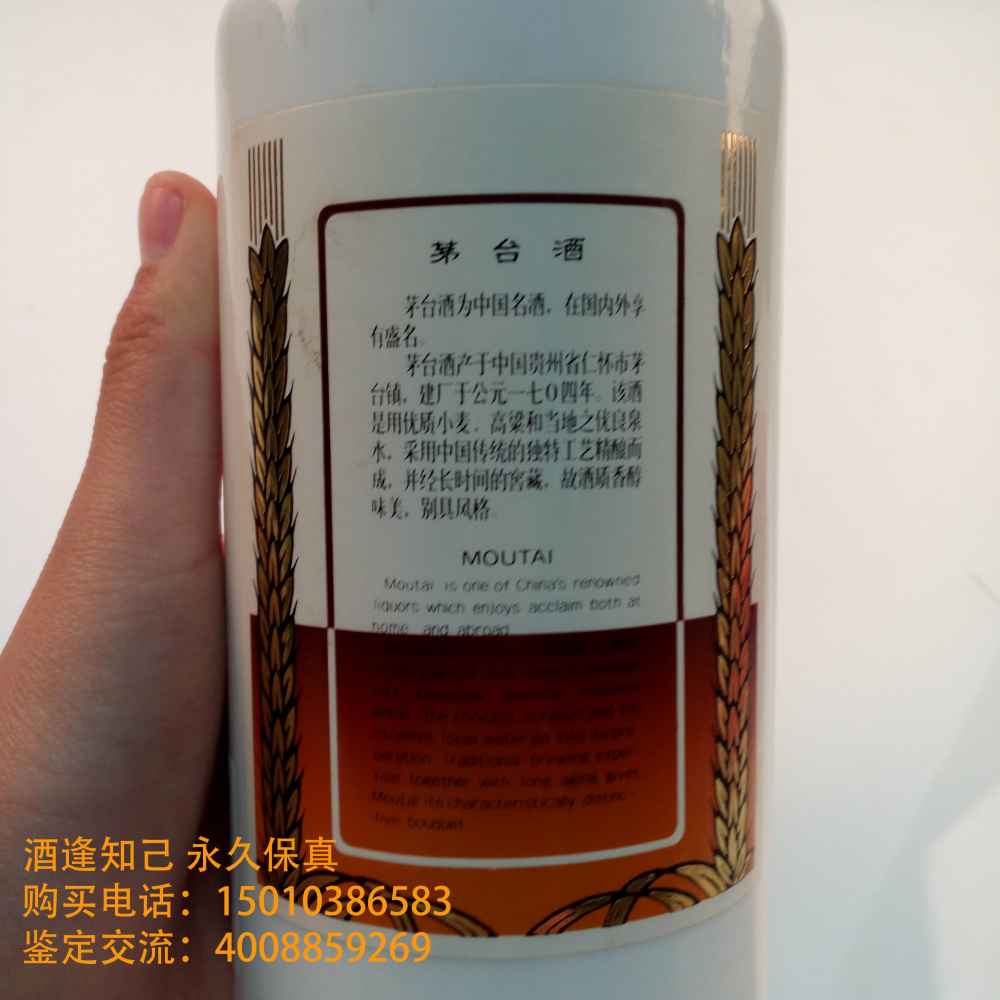 茅台酒
茅台酒为中国名酒，在国内外享
有盛名。
茅台酒产于中国贵州省仁怀市茅
台镇，建厂于公元一七〇四年。该酒
是用优质小麦、高粱和当地之优良泉
水，采用中国传统的独特工艺精酿而
成，并经长时间的窖藏，故酒质香醇
味美，别具风格。
MOUTAI
Moutai is one of China's renowned
liquors which enjoys acclaim both at
home and abroad
together with long aging gives
Moutai its characteristically distinc-
tive bouquet
酒逢知己 永久保真
购买电话：15010386583
鉴定交流：4008859269